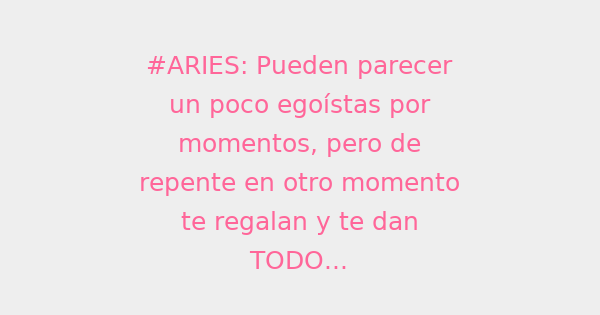 #ARIES: Pueden parecer
un poco egoístas por
momentos, pero de
repente en otro momento
te regalan y te dan
TODO...